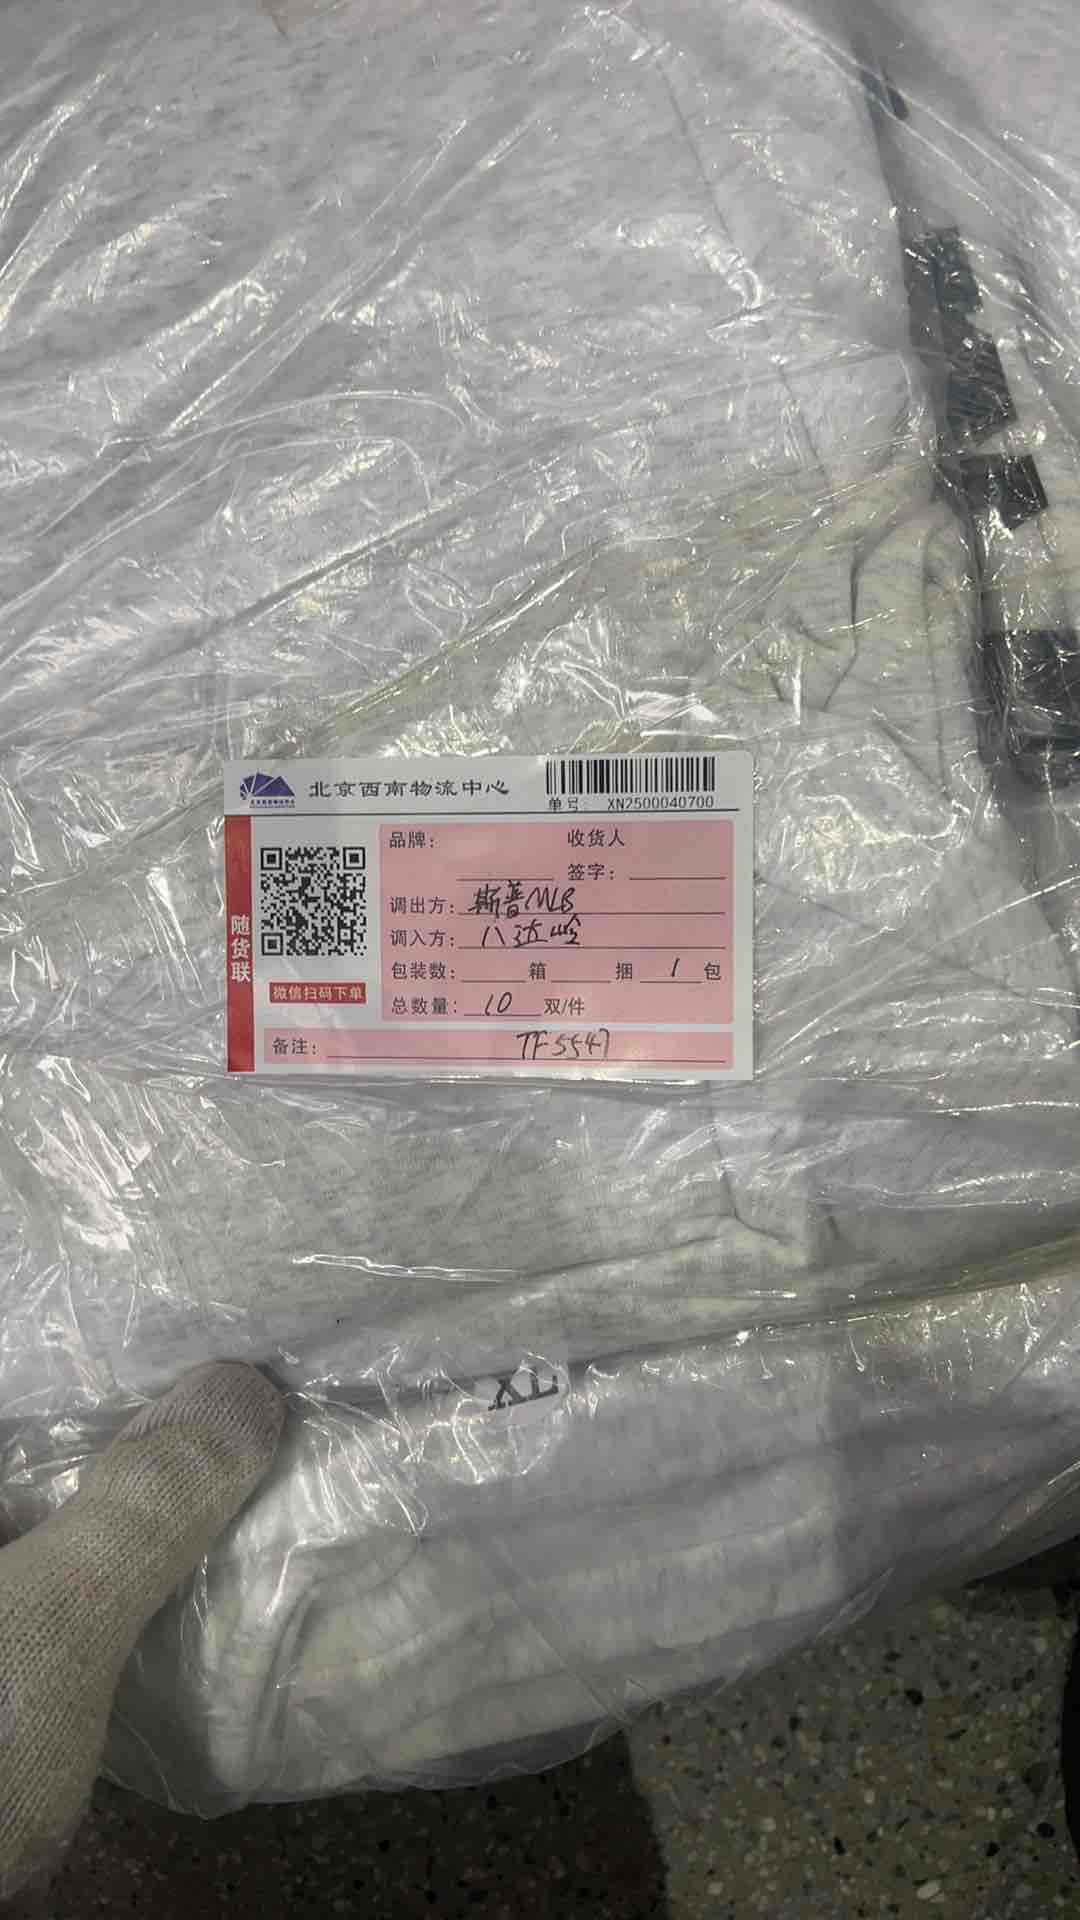 北京西南物流中心
单号: XN2500040700
品牌:
收货人
签字:
调出方: 斯普MLB
调入方: 八达岭
包装数: 箱 捆 1 包
总数量: 10 双/件
随货联
微信扫码下单
备注: TF5547
XL